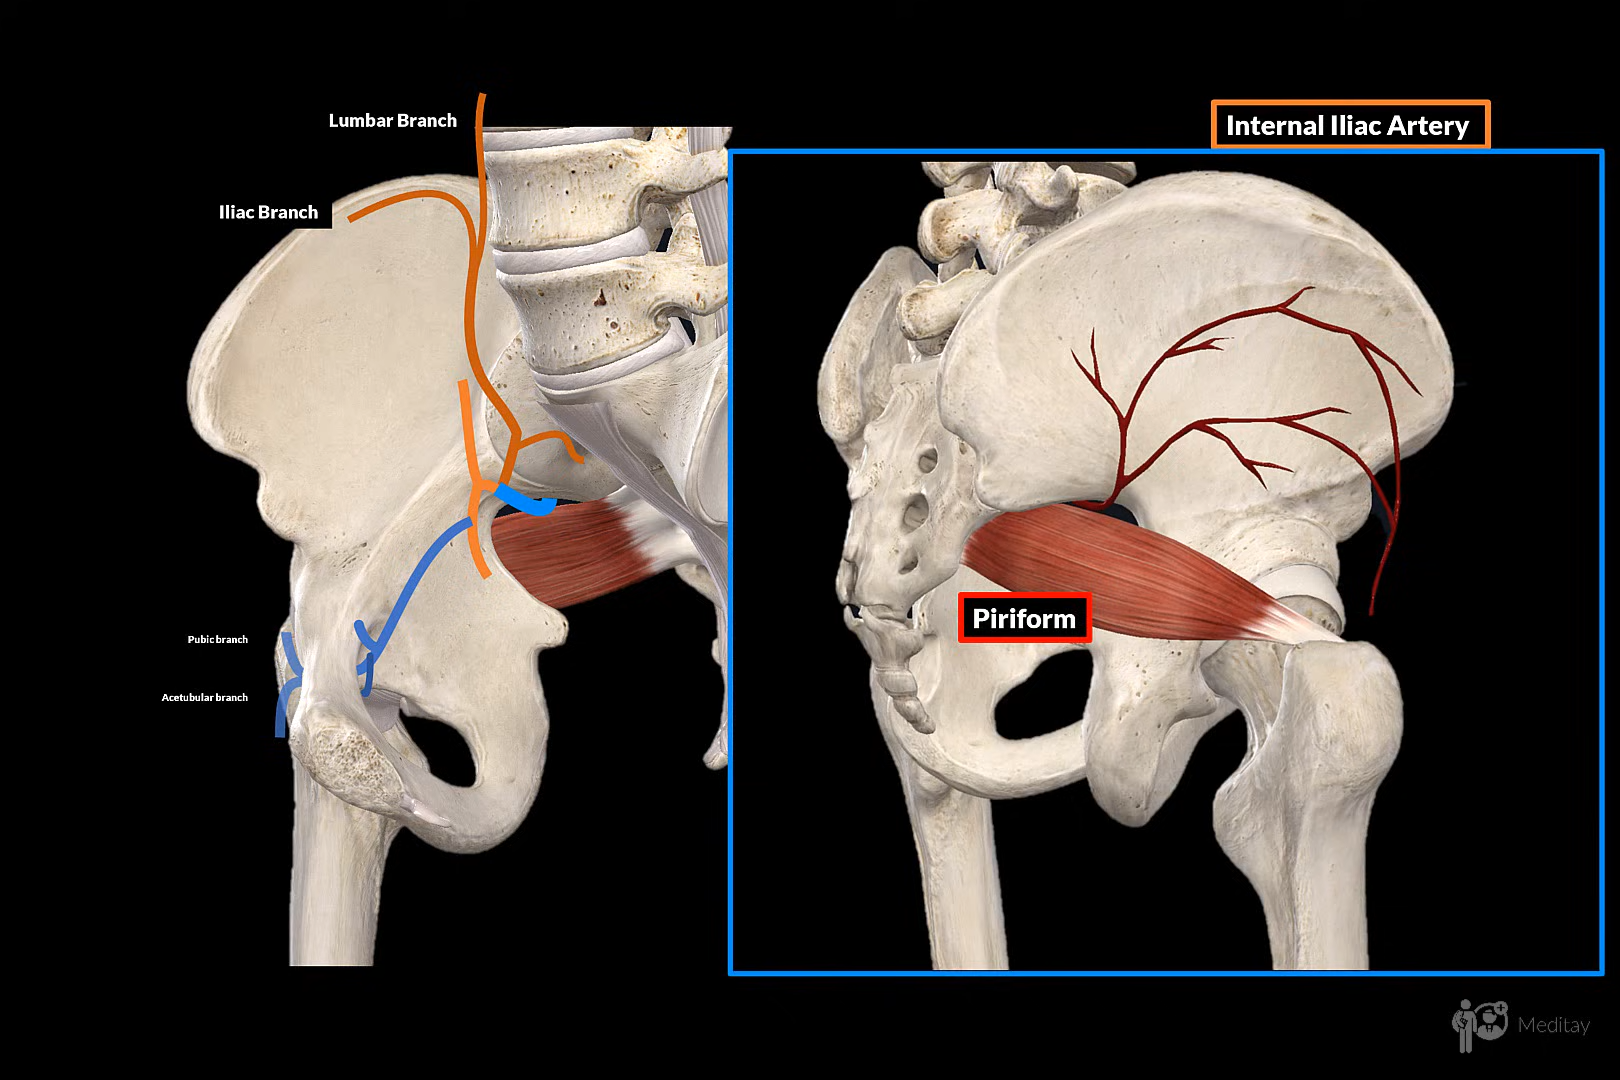 Internal Iliac Artery
Lumbar Branch
Iliac Branch
Piriform
Pubic branch
Acetubular branch
Meditay